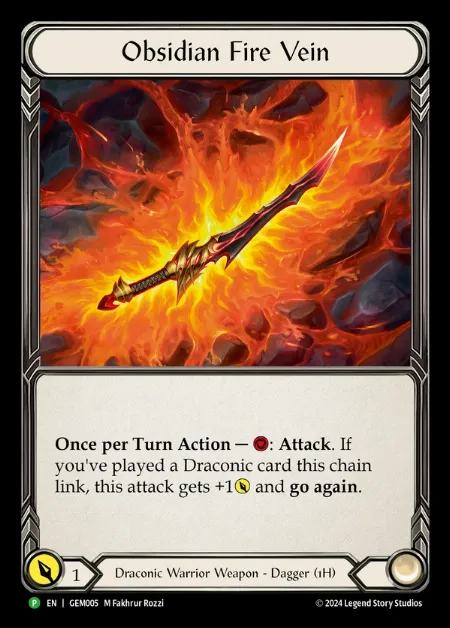 Obsidian Fire Vein
Once per Turn Action — : Attack. If
you've played a Draconic card this chain
link, this attack gets +1 and go again.
1
Draconic Warrior Weapon - Dagger (1H)
P EN | GEM005 M Fakhrur Rozzi
© 2024 Legend Story Studios